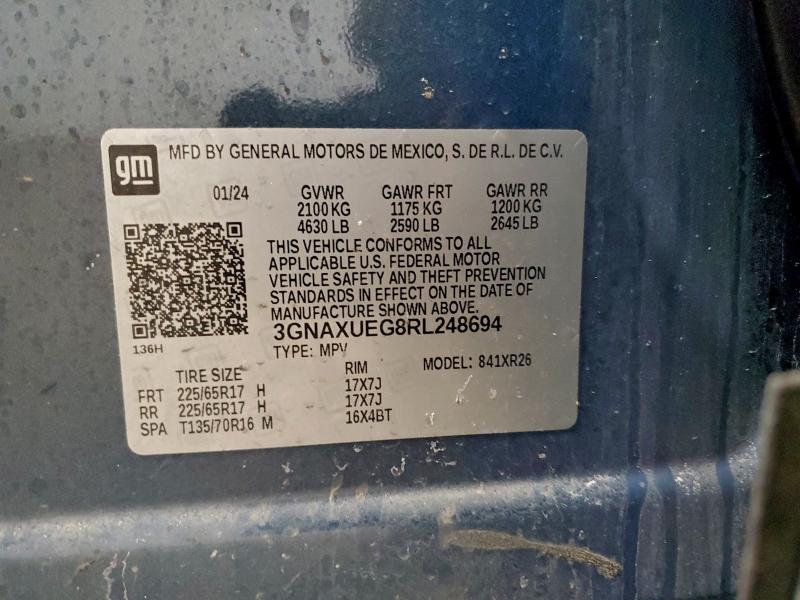 gm
MFD BY GENERAL MOTORS DE MEXICO, S. DE R.L. DE C.V.
01/24 GVWR GAWR FRT GAWR RR
2100 KG 1175 KG 1200 KG
4630 LB 2590 LB 2645 LB
THIS VEHICLE CONFORMS TO ALL
APPLICABLE U.S. FEDERAL MOTOR
VEHICLE SAFETY AND THEFT PREVENTION
STANDARDS IN EFFECT ON THE DATE OF
MANUFACTURE SHOWN ABOVE.
3GNAXUEG8RL248694
136H
TYPE: MPV MODEL: 841XR26
TIRE SIZE RIM
FRT 225/65R17 H 17X7J
RR 225/65R17 H 17X7J
SPA T135/70R16 M 16X4BT